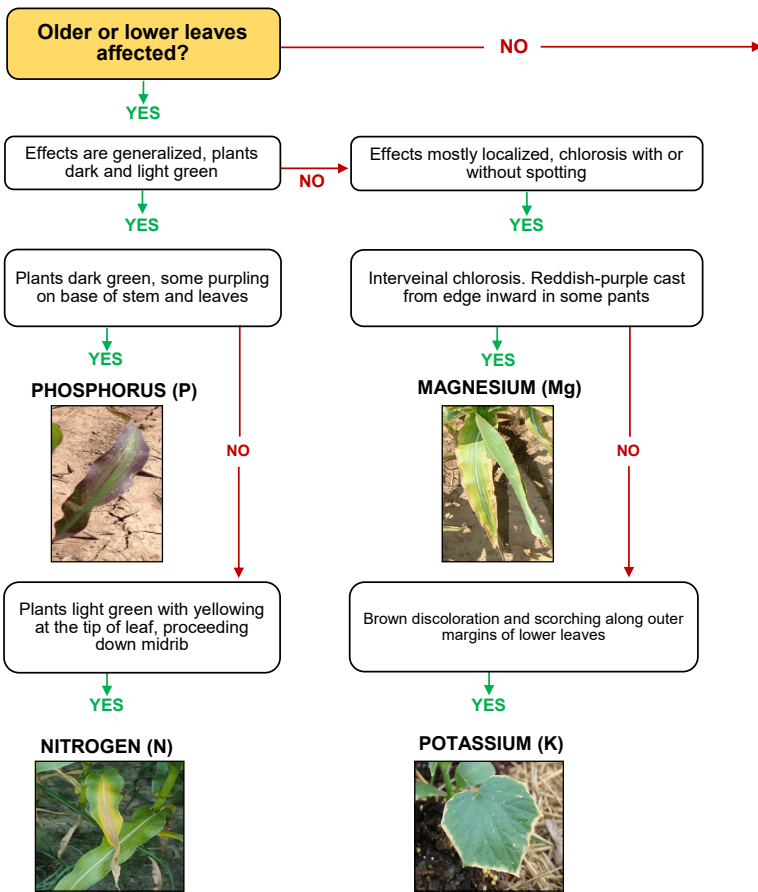 Older or lower leaves
affected?
NO
YES
Effects are generalized, plants
dark and light green
NO
Effects mostly localized, chlorosis with or
without spotting
YES
YES
Plants dark green, some purpling
on base of stem and leaves
Interveinal chlorosis. Reddish-purple cast
from edge inward in some pants
YES
YES
PHOSPHORUS (P)
MAGNESIUM (Mg)
NO
NO
Plants light green with yellowing
at the tip of leaf, proceeding
down midrib
Brown discoloration and scorching along outer
margins of lower leaves
YES
YES
NITROGEN (N)
POTASSIUM (K)